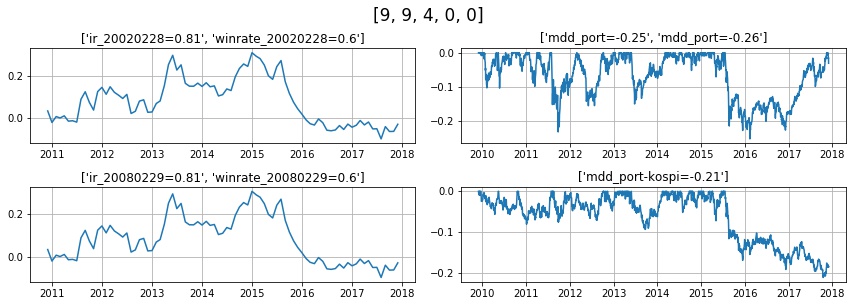 [9, 9, 4, 0, 0]
['ir_20020228=0.81', 'winrate_20020228=0.6']
0.2
0.0
2011 2012 2013 2014 2015 2016 2017 2018
['mdd_port=-0.25', 'mdd_port=-0.26']
0.0
−0.1
−0.2
2010 2011 2012 2013 2014 2015 2016 2017 2018
['ir_20080229=0.81', 'winrate_20080229=0.6']
0.2
0.0
2011 2012 2013 2014 2015 2016 2017 2018
['mdd_port-kospi=-0.21']
0.0
−0.1
−0.2
2010 2011 2012 2013 2014 2015 2016 2017 2018